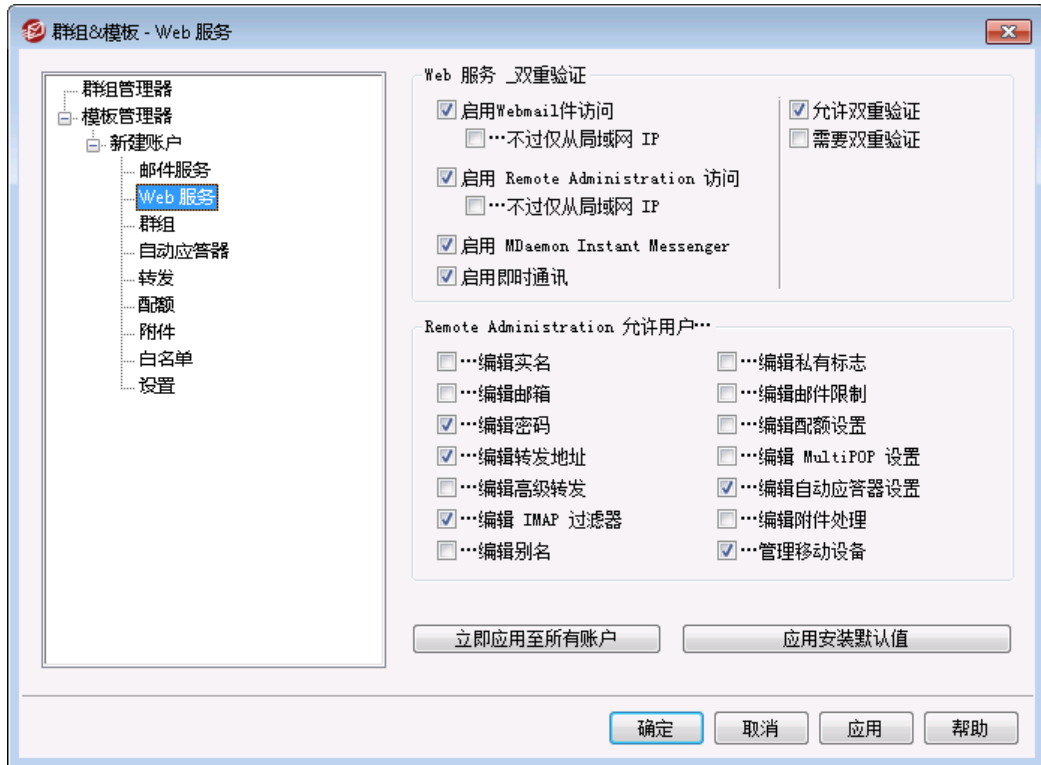 群组&模板 - Web 服务
群组管理器
模板管理器
新建账户
邮件服务
Web 服务
群组
自动应答器
转发
配额
附件
白名单
设置
Web 服务 _双重验证
启用Webmail件访问
…不过仅从局域网 IP
启用 Remote Administration 访问
…不过仅从局域网 IP
启用 MDaemon Instant Messenger
启用即时通讯
允许双重验证
需要双重验证
Remote Administration 允许用户…
…编辑实名
…编辑邮箱
…编辑密码
…编辑转发地址
…编辑高级转发
…编辑 IMAP 过滤器
…编辑别名
…编辑私有标志
…编辑邮件限制
…编辑配额设置
…编辑 MultiPOP 设置
…编辑自动应答器设置
…编辑附件处理
…管理移动设备
立即应用至所有账户
应用安装默认值
确定
取消
应用
帮助